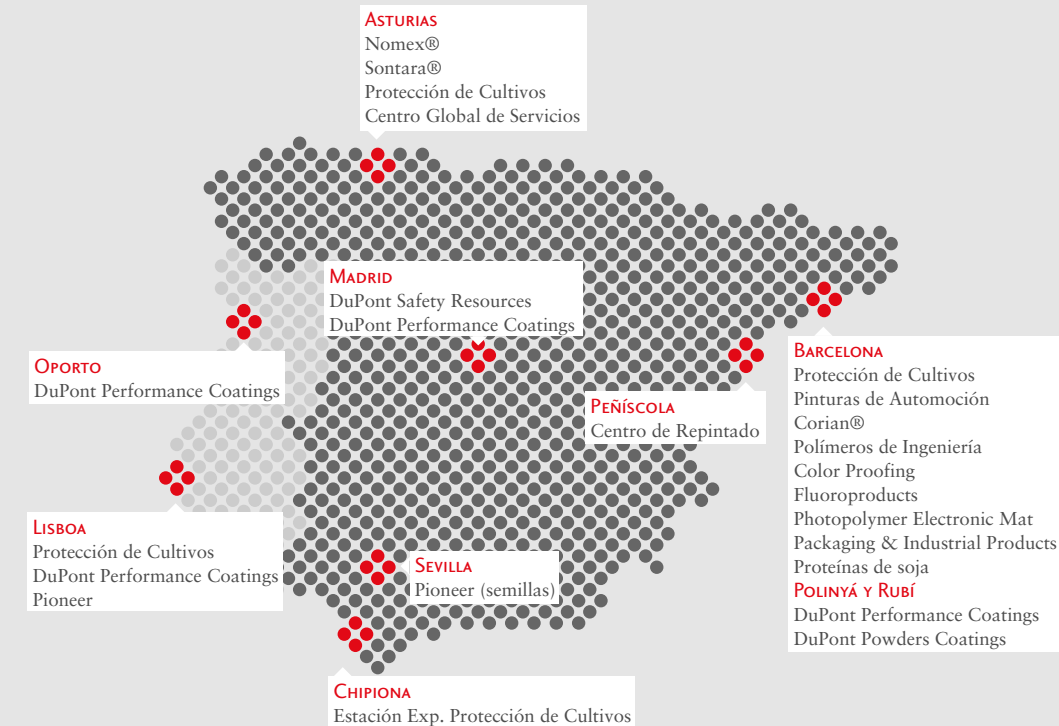 ASTURIAS
Nomex®
Sontara®
Protección de Cultivos
Centro Global de Servicios
MADRID
DuPont Safety Resources
DuPont Performance Coatings
OPORTO
DuPont Performance Coatings
PEÑÍSCOLA
Centro de Repintado
BARCELONA
Protección de Cultivos
Pinturas de Automoción
Corian®
Polímeros de Ingeniería
Color Proofing
Fluoroproducts
Photopolymer Electronic Mat
Packaging & Industrial Products
Proteínas de soja
POLINYÁ Y RUBÍ
DuPont Performance Coatings
DuPont Powders Coatings
LISBOA
Protección de Cultivos
DuPont Performance Coatings
Pioneer
SEVILLA
Pioneer (semillas)
CHIPIONA
Estación Exp. Protección de Cultivos